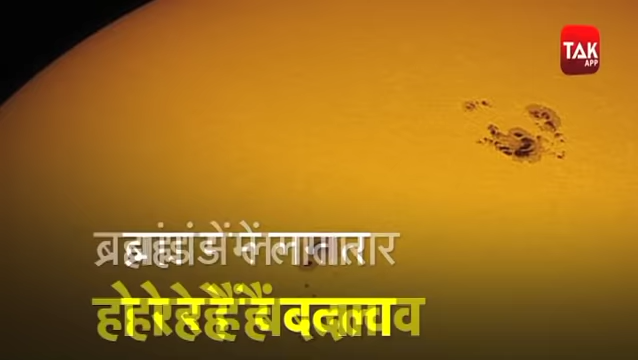 TAK
APP
ब्रह्मांड में लगातार
हो रहे हैं बदलाव